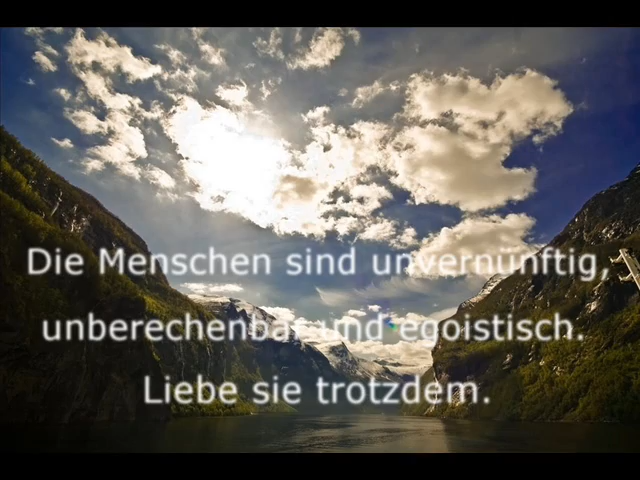 Die Menschen sind unvernünftig,
unberechenbar und egoistisch.
Liebe sie trotzdem.